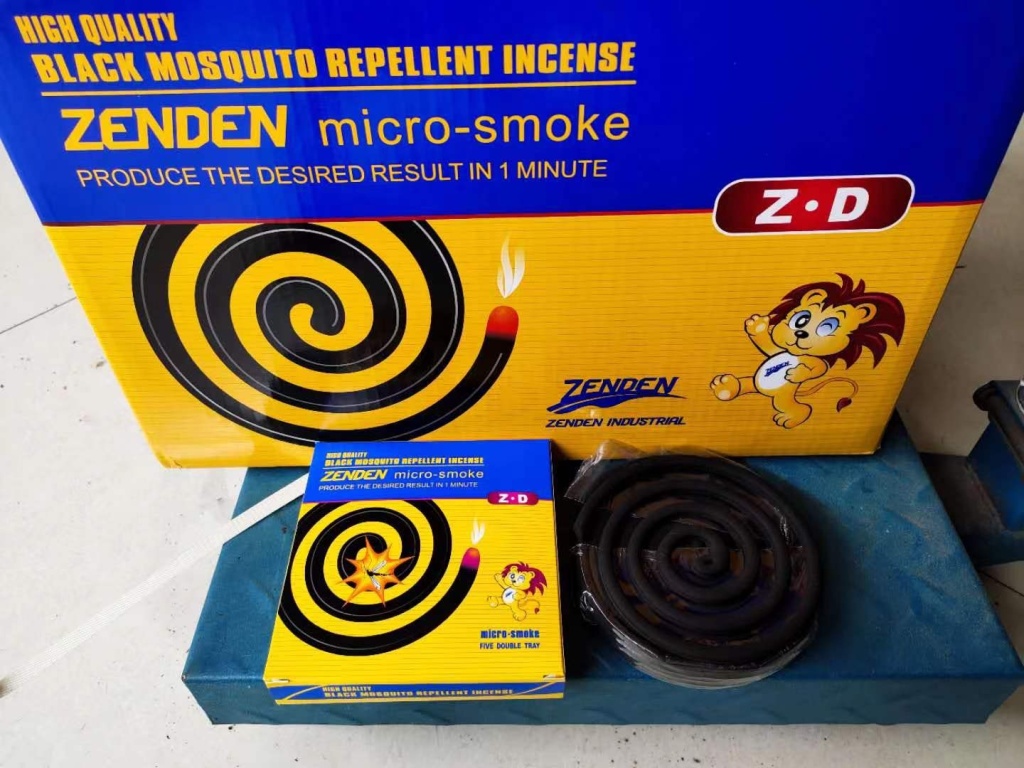 HIGH QUALITY
BLACK MOSQUITO REPELLENT INCENSE
ZENDEN micro-smoke
PRODUCE THE DESIRED RESULT IN 1 MINUTE
Z·D
ZENDEN
ZENDEN
ZENDEN INDUSTRIAL
HIGH QUALITY
BLACK MOSQUITO REPELLENT INCENSE
ZENDEN micro-smoke
PRODUCE THE DESIRED RESULT IN 1 MINUTE
Z·D
micro-smoke
FIVE DOUBLE TRAY
HIGH QUALITY
BLACK MOSQUITO REPELLENT INCENSE